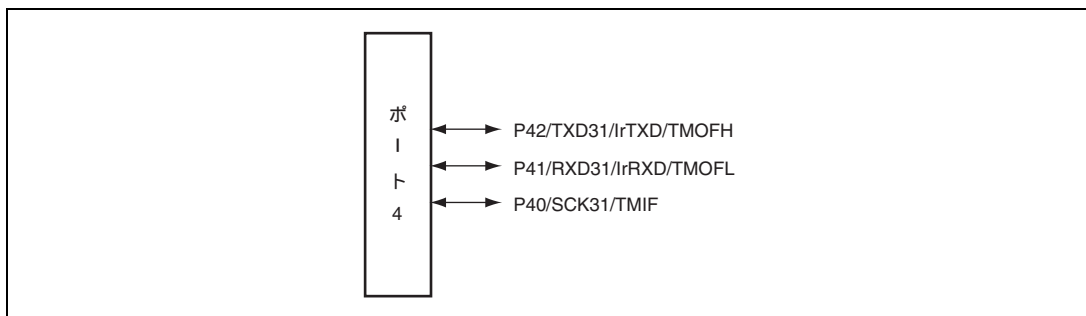 ポート4
P42/TXD31/IrTXD/TMOFH
P41/RXD31/IrRXD/TMOFL
P40/SCK31/TMIF